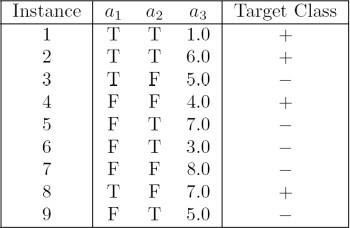 Instance a1 a2 a3 Target Class
1 T T 1.0 +
2 T T 6.0 +
3 T F 5.0 −
4 F F 4.0 +
5 F T 7.0 −
6 F T 3.0 −
7 F F 8.0 −
8 T F 7.0 +
9 F T 5.0 −